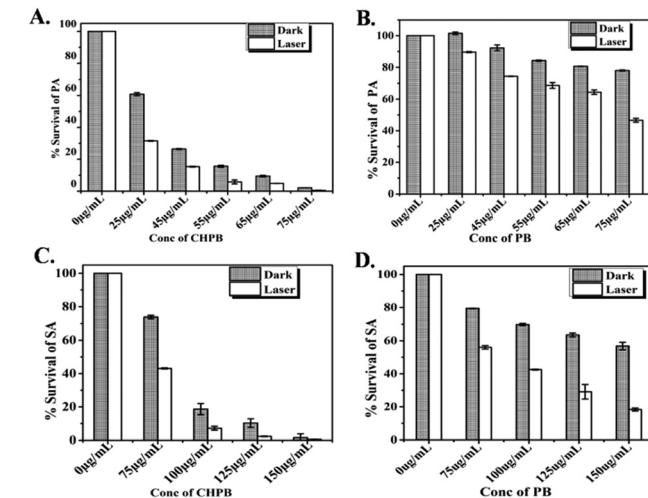 A.
100
80
60
40
20
0
% Survival of PA
Dark
Laser
0µg/mL
25µg/mL
45µg/mL
55µg/mL
65µg/mL
75µg/mL
Conc of CHPB
B.
100
80
60
40
20
0
% Survival of PA
Dark
Laser
0µg/mL
25µg/mL
45µg/mL
55µg/mL
65µg/mL
75µg/mL
Conc of PB
C.
100
80
60
40
20
0
% Survival of SA
Dark
Laser
0µg/mL
75µg/mL
100µg/mL
125µg/mL
150µg/mL
Conc of CHPB
D.
100
80
60
40
20
0
% Survival of SA
Dark
Laser
0ug/mL
75ug/mL
100ug/mL
125ug/mL
150ug/mL
Conc of PB